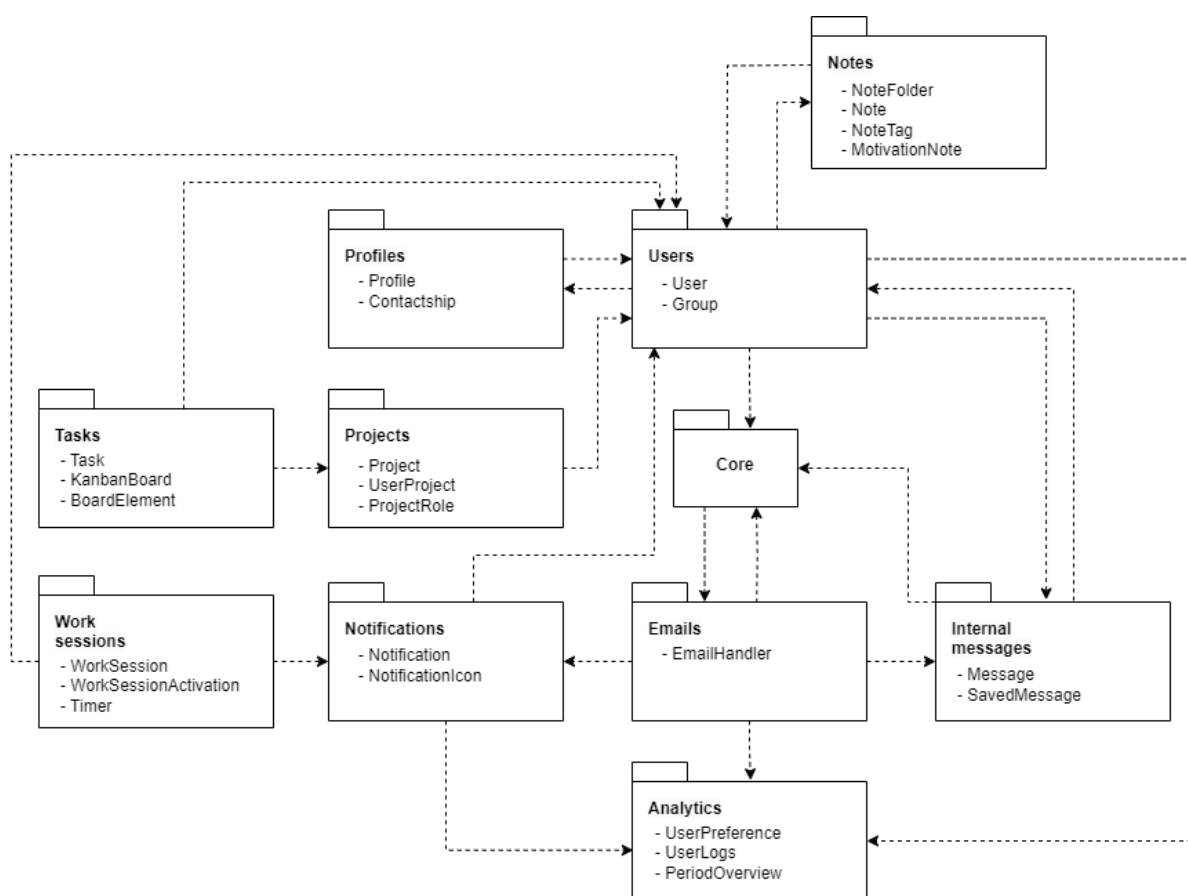 Notes
- NoteFolder
- Note
- NoteTag
- MotivationNote
Profiles
- Profile
- Contactship
Users
- User
- Group
Tasks
- Task
- KanbanBoard
- BoardElement
Projects
- Project
- UserProject
- ProjectRole
Core
Work
sessions
- WorkSession
- WorkSessionActivation
- Timer
Notifications
- Notification
- NotificationIcon
Emails
- EmailHandler
Internal
messages
- Message
- SavedMessage
Analytics
- UserPreference
- UserLogs
- PeriodOverview